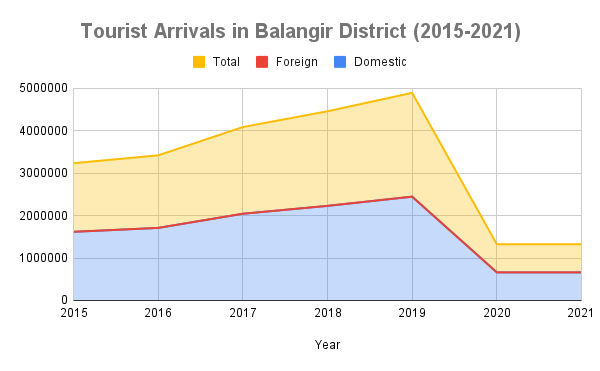 Tourist Arrivals in Balangir District (2015-2021)
Total Foreign Domestic
5000000
4000000
3000000
2000000
1000000
0
2015 2016 2017 2018 2019 2020 2021
Year